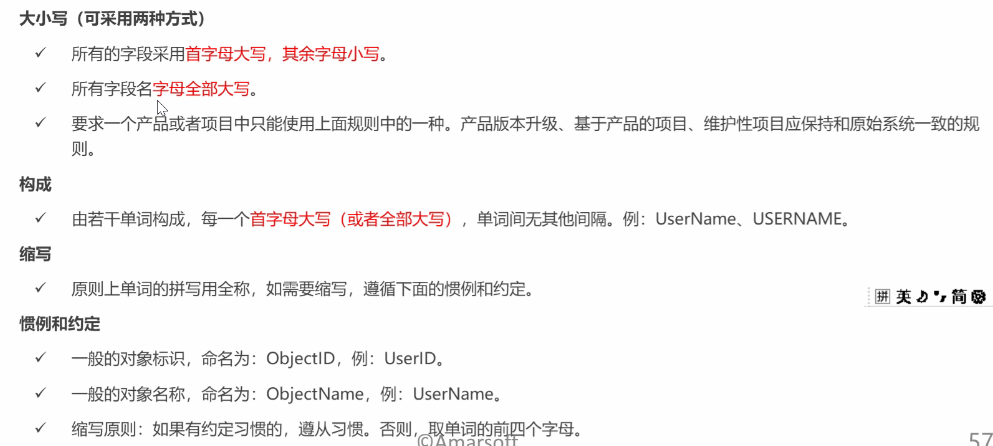 大小写（可采用两种方式）
✓ 所有的字段采用首字母大写，其余字母小写。
✓ 所有字段名字母全部大写。
✓ 要求一个产品或者项目中只能使用上面规则中的一种。产品版本升级、基于产品的项目、维护性项目应保持和原始系统一致的规
则。
构成
✓ 由若干单词构成，每一个首字母大写（或者全部大写），单词间无其他间隔。例：UserName、USERNAME。
缩写
✓ 原则上单词的拼写用全称，如需要缩写，遵循下面的惯例和约定。
拼 英 简
惯例和约定
✓ 一般的对象标识，命名为：ObjectID，例：UserID。
✓ 一般的对象名称，命名为：ObjectName，例：UserName。
✓ 缩写原则：如果有约定习惯的，遵从习惯。否则，取单词的前四个字母。
©Amarsoft
57